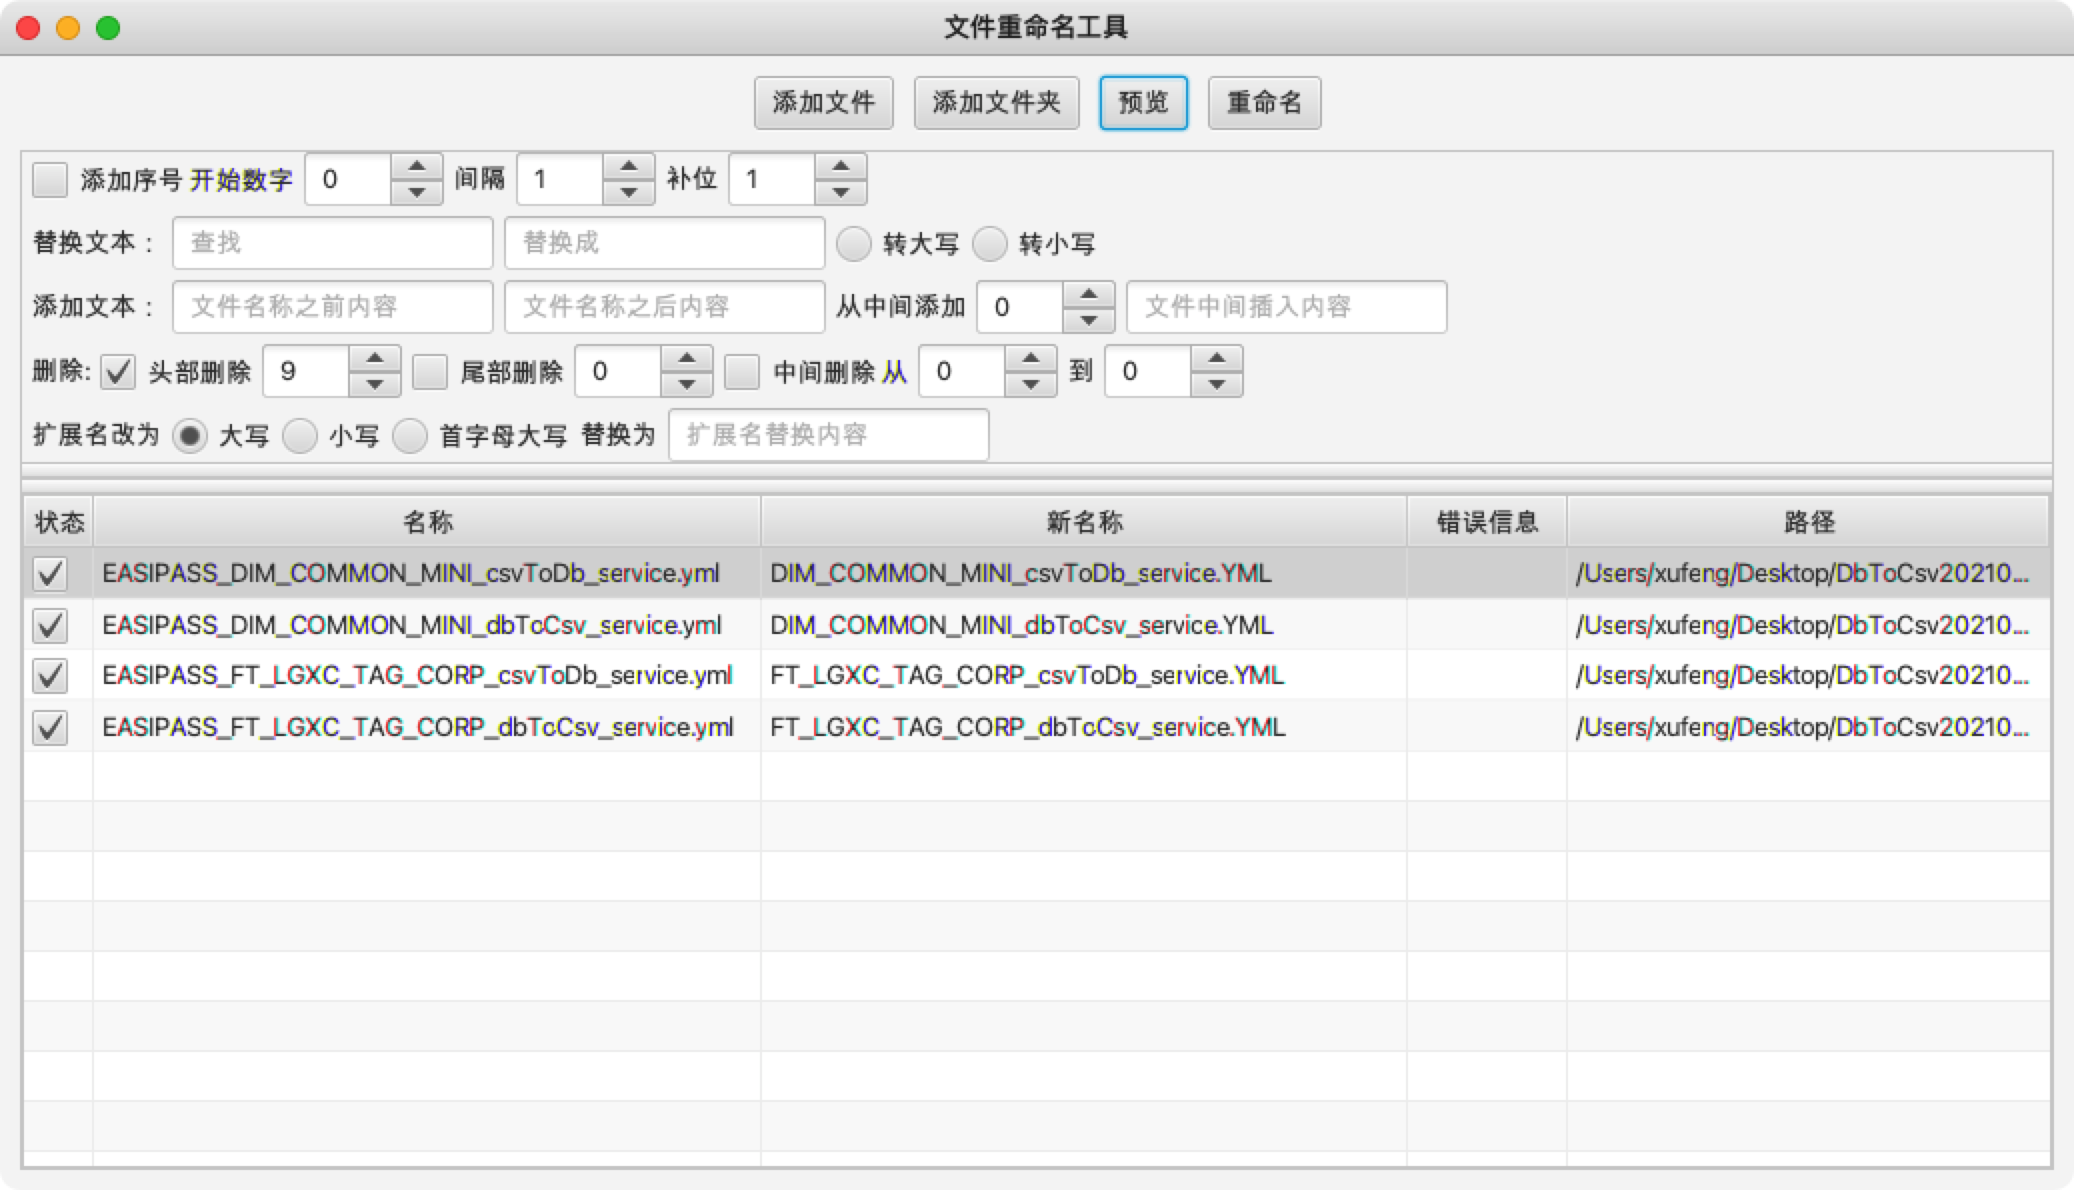 文件重命名工具
添加文件 添加文件夹 预览 重命名
添加序号 开始数字 0 间隔 1 补位 1
替换文本： 查找 替换成 转大写 转小写
添加文本： 文件名称之前内容 文件名称之后内容 从中间添加 0 文件中间插入内容
删除: 头部删除 9 尾部删除 0 中间删除 从 0 到 0
扩展名改为 大写 小写 首字母大写 替换为 扩展名替换内容
状态 名称 新名称 错误信息 路径
EASIPASS_DIM_COMMON_MINI_csvToDb_service.yml DIM_COMMON_MINI_csvToDb_service.YML /Users/xufeng/Desktop/DbToCsv20210...
EASIPASS_DIM_COMMON_MINI_dbToCsv_service.yml DIM_COMMON_MINI_dbToCsv_service.YML /Users/xufeng/Desktop/DbToCsv20210...
EASIPASS_FT_LGXC_TAG_CORP_csvToDb_service.yml FT_LGXC_TAG_CORP_csvToDb_service.YML /Users/xufeng/Desktop/DbToCsv20210...
EASIPASS_FT_LGXC_TAG_CORP_dbToCsv_service.yml FT_LGXC_TAG_CORP_dbToCsv_service.YML /Users/xufeng/Desktop/DbToCsv20210...